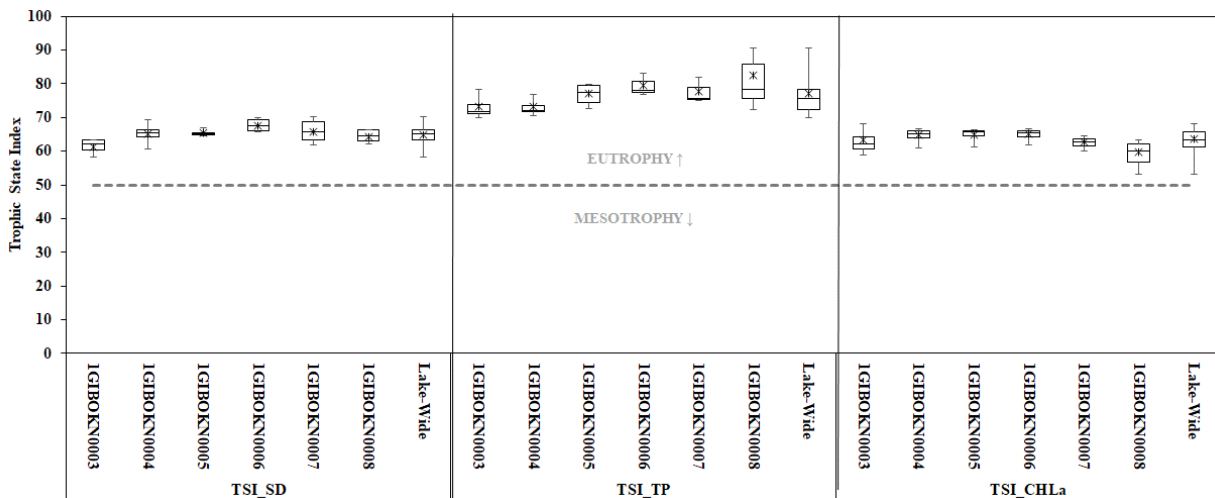 100
90
80
70
60
50
40
30
20
10
0
Trophic State Index
EUTROPHY ↑
MESOTROPHY ↓
1GIBOKN0003
1GIBOKN0004
1GIBOKN0005
1GIBOKN0006
1GIBOKN0007
1GIBOKN0008
Lake-Wide
1GIBOKN0003
1GIBOKN0004
1GIBOKN0005
1GIBOKN0006
1GIBOKN0007
1GIBOKN0008
Lake-Wide
1GIBOKN0003
1GIBOKN0004
1GIBOKN0005
1GIBOKN0006
1GIBOKN0007
1GIBOKN0008
Lake-Wide
TSI_SD
TSI_TP
TSI_CHLa